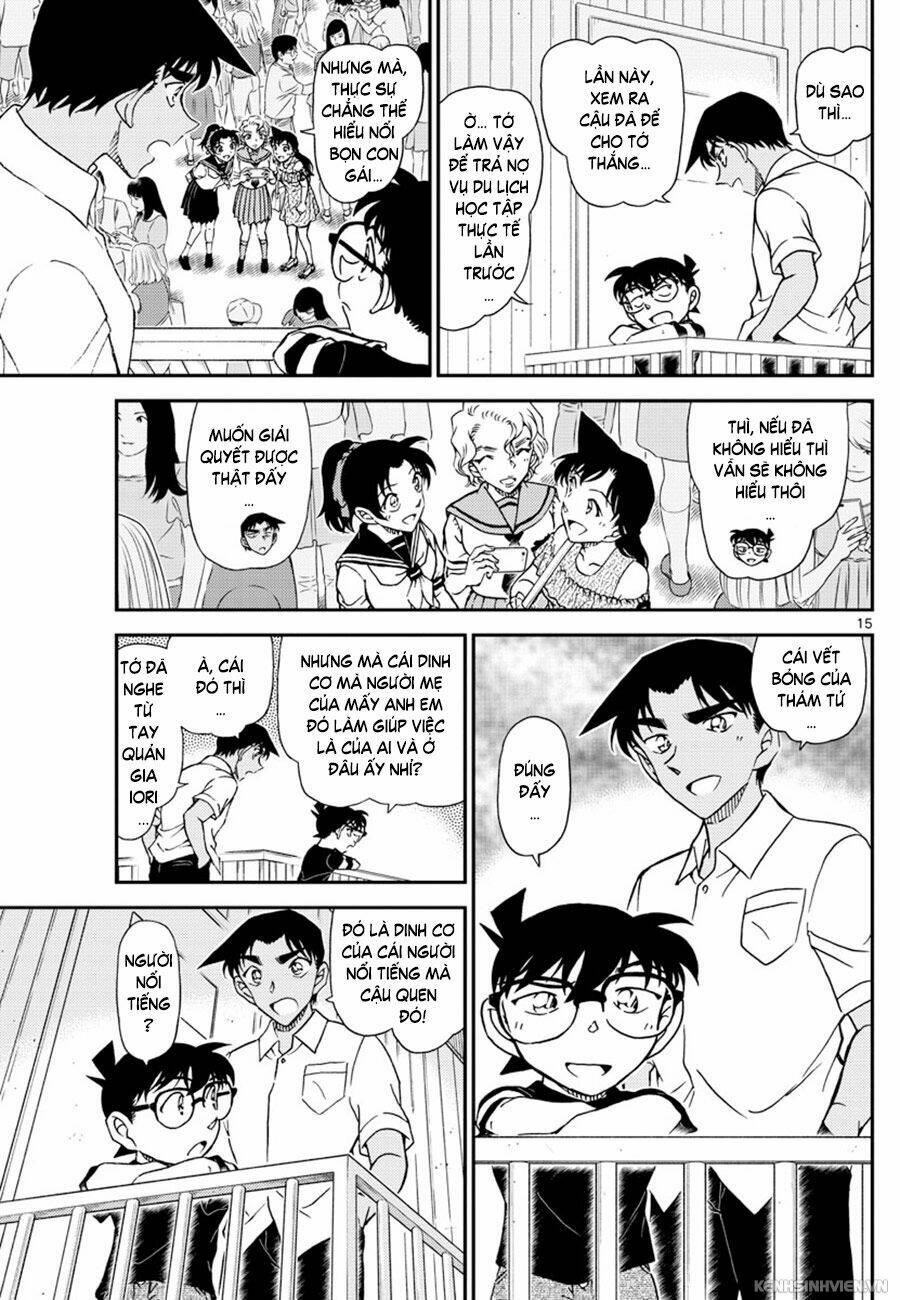 DÙ SAO
THÌ...
LẦN NÀY,
XEM RA
CẬU ĐÃ ĐỂ
CHO TỚ
THẮNG...
Ờ... TỚ
LÀM VẬY
ĐỂ TRẢ NỢ
VỤ DU LỊCH
HỌC TẬP
THỰC TẾ
LẦN
TRƯỚC
...
NHƯNG MÀ,
THỰC SỰ
CHẲNG THỂ
HIỂU NỔI
BỌN CON
GÁI...
THÌ, NẾU ĐÃ
KHÔNG HIỂU THÌ
VẪN SẼ KHÔNG
HIỂU THÔI
...
MUỐN GIẢI
QUYẾT ĐƯỢC
THẬT ĐẤY
...
15
CÁI VẾT
BÓNG CỦA
THÁM TỬ
...
ĐÚNG
ĐẤY
...
NHƯNG MÀ CÁI DINH
CƠ MÀ NGƯỜI MẸ
CỦA MẤY ANH EM
ĐÓ LÀM GIÚP VIỆC
LÀ CỦA AI VÀ Ở
ĐÂU ẤY NHỈ?
À, CÁI
ĐÓ THÌ
...
TỚ ĐÃ
NGHE
TỪ
TAY
QUẢN
GIA
IORI
...
ĐÓ LÀ DINH CƠ
CỦA CÁI NGƯỜI
NỔI TIẾNG MÀ
CẬU QUEN
ĐÓ!
NGƯỜI
NỔI
TIẾNG
?
KENHSINHVIEN.VN